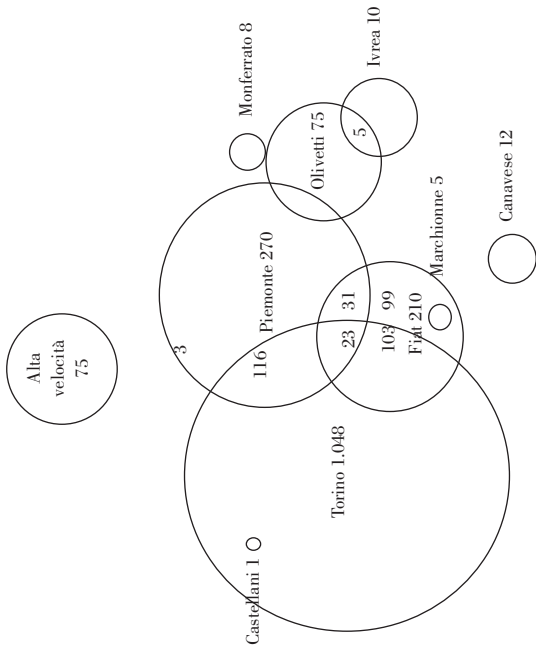 Alta
velocità
75
Monferrato 8
Ivrea 10
Olivetti 75
5
3
Piemonte 270
116
Marchionne 5
Canavese 12
31
99
23
103
Fiat 210
Torino 1.048
Castellani 1